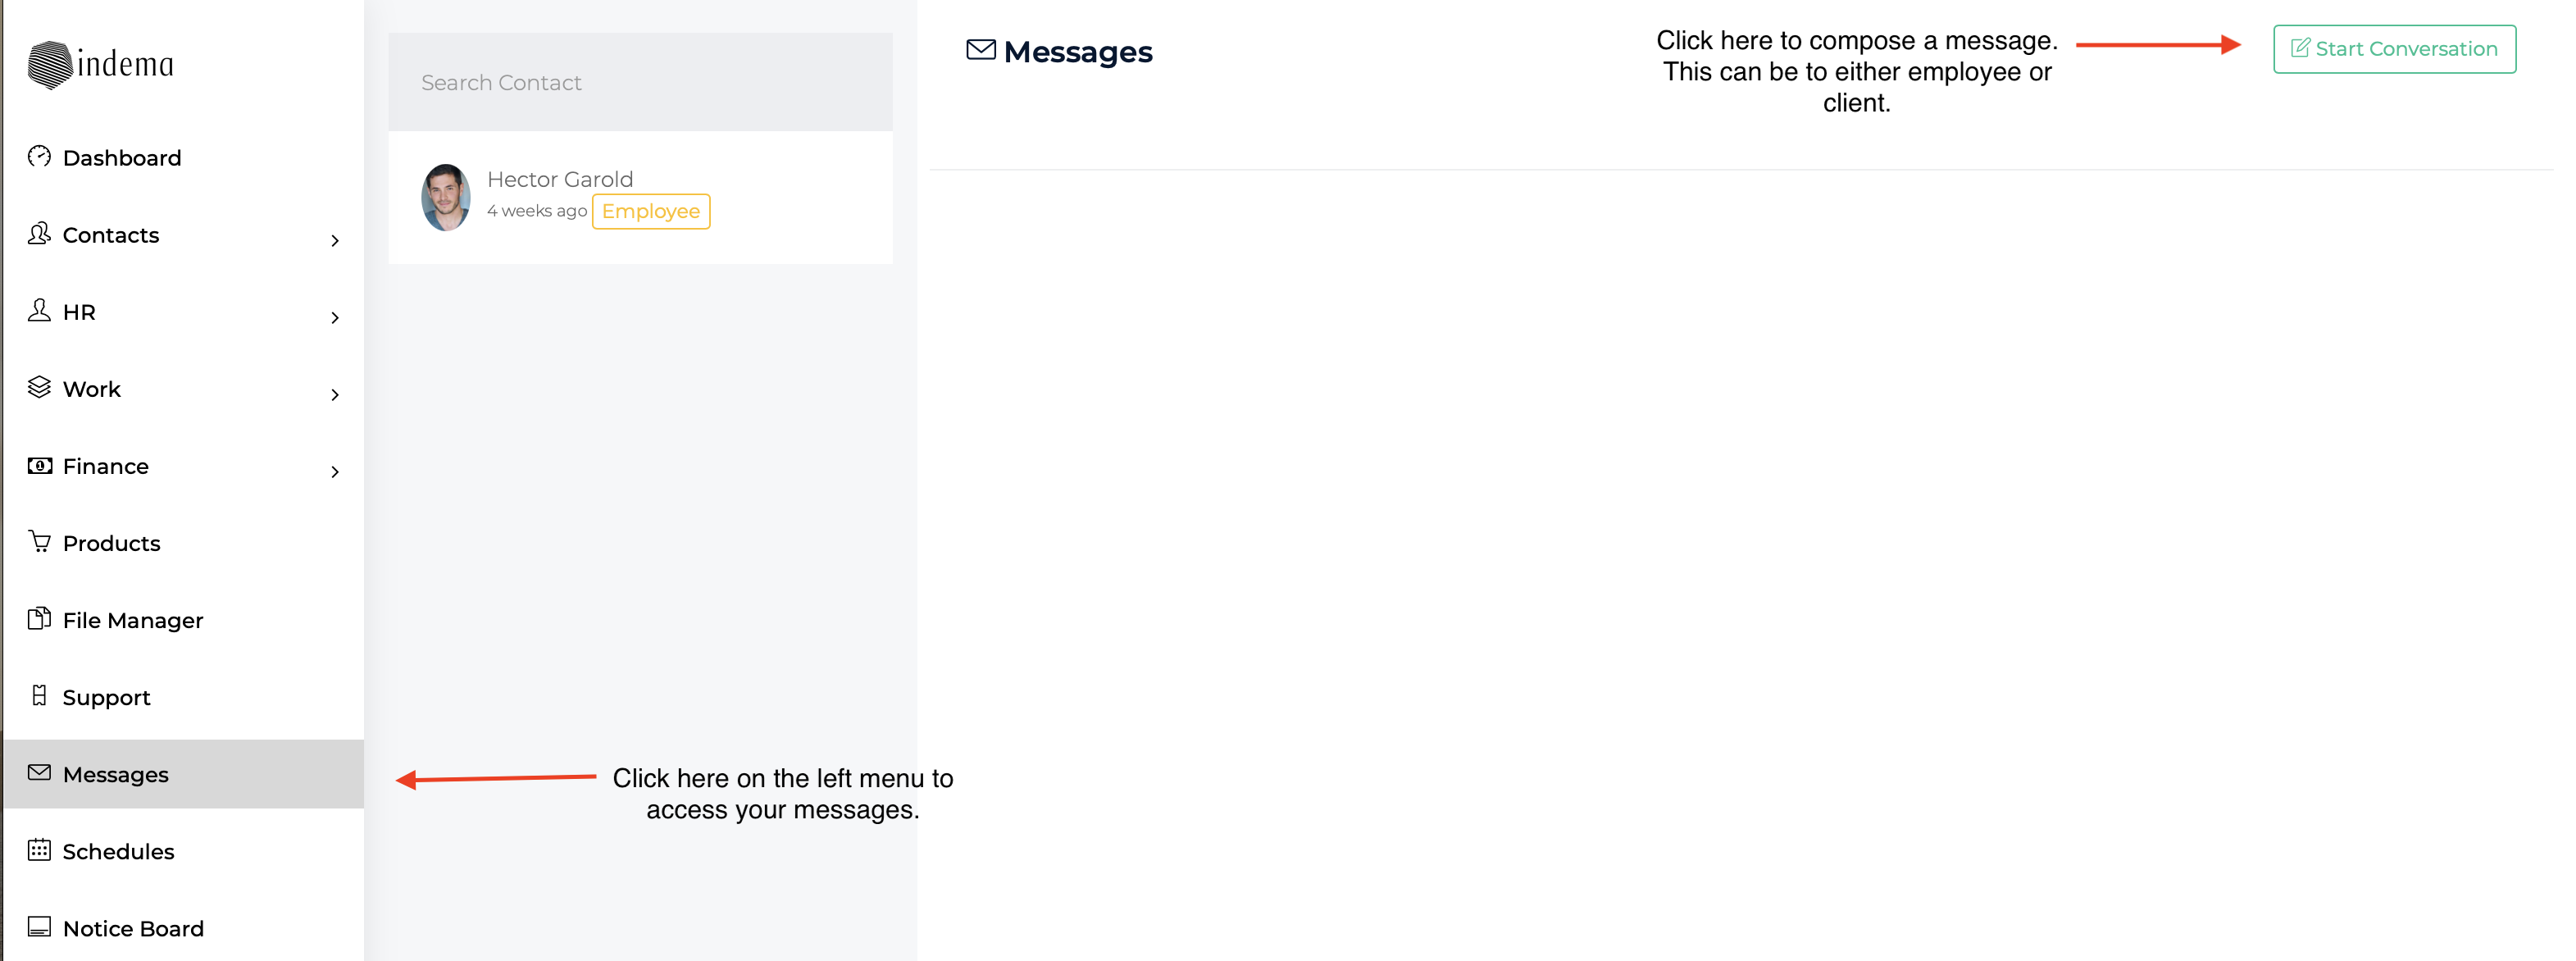 indema
Dashboard
Contacts
HR
Work
Finance
Products
File Manager
Support
Messages
Schedules
Notice Board
Search Contact
Hector Garold
4 weeks ago Employee
Messages
Click here to compose a message.
This can be to either employee or
client.
Start Conversation
Click here on the left menu to
access your messages.